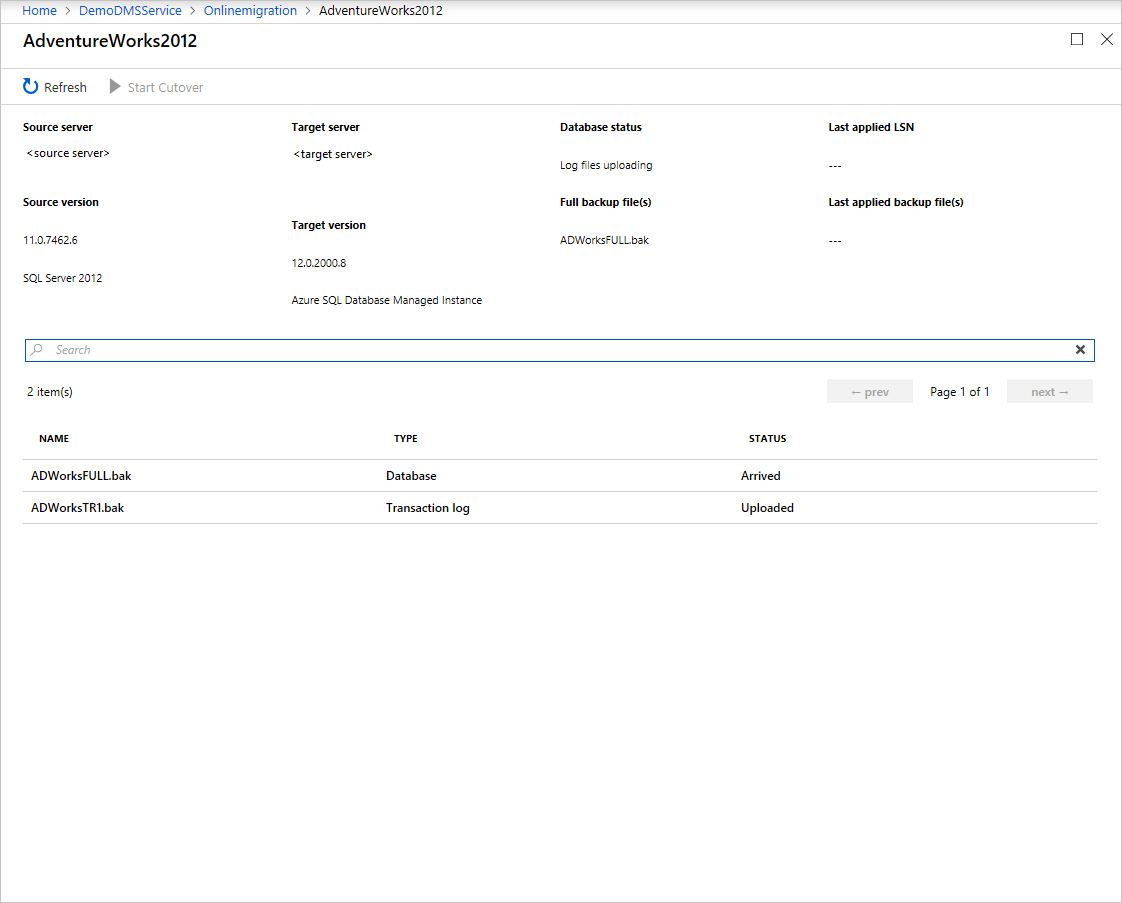 Home > DemoDMSService > Onlinemigration > AdventureWorks2012
AdventureWorks2012
Refresh Start Cutover
Source server Target server Database status Last applied LSN
<source server> <target server> Log files uploading ---
Source version Target version Full backup file(s) Last applied backup file(s)
11.0.7462.6 12.0.2000.8 ADWorksFULL.bak ---
SQL Server 2012 Azure SQL Database Managed Instance
Search
2 item(s) ← prev Page 1 of 1 next →
NAME TYPE STATUS
ADWorksFULL.bak Database Arrived
ADWorksTR1.bak Transaction log Uploaded